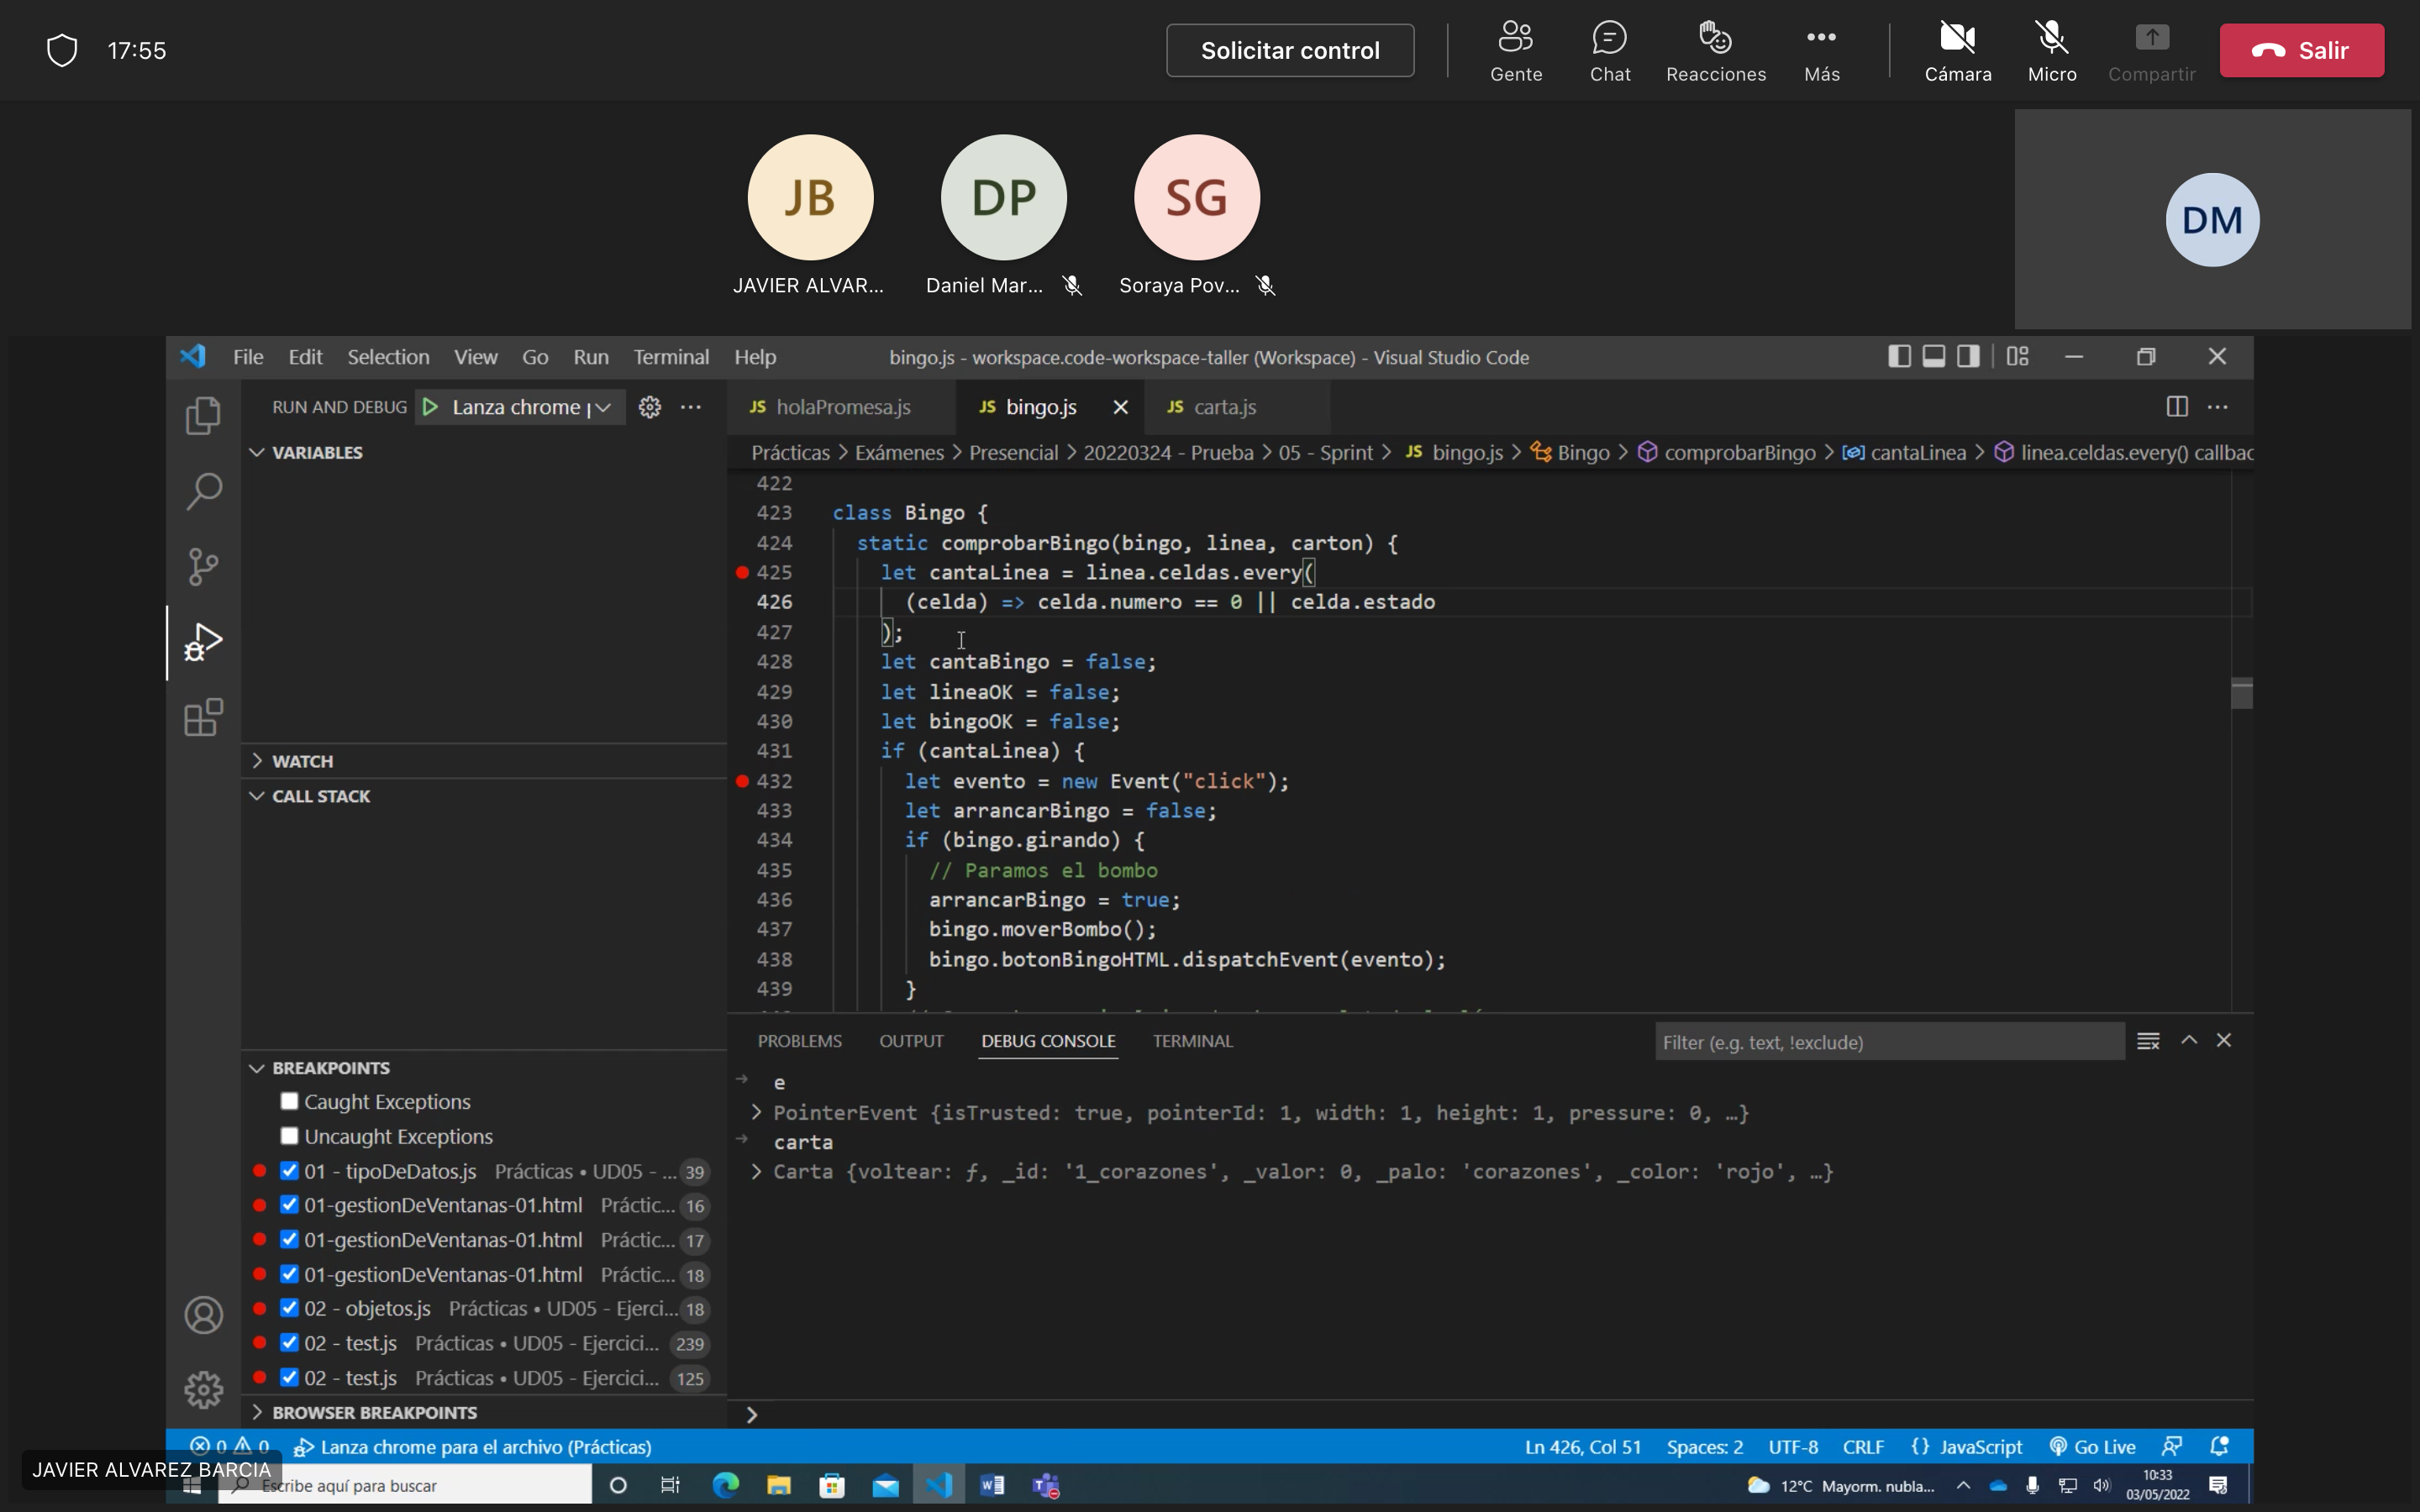 17:55
Solicitar control
Gente
Chat
Reacciones
Más
Cámara
Micro
Compartir
Salir
JB
DP
SG
DM
JAVIER ALVAR...
Daniel Mar...
Soraya Pov...
File Edit Selection View Go Run Terminal Help
bingo.js - workspace.code-workspace-taller (Workspace) - Visual Studio Code
RUN AND DEBUG
Lanza chrome p
JS holaPromesa.js
JS bingo.js
JS carta.js
Prácticas > Exámenes > Presencial > 20220324 - Prueba > 05 - Sprint > JS bingo.js > Bingo > comprobarBingo > cantaLinea > linea.celdas.every() callbac
VARIABLES
WATCH
CALL STACK
422
423 class Bingo {
424 static comprobarBingo(bingo, linea, carton) {
425 let cantaLinea = linea.celdas.every(
426 (celda) => celda.numero == 0 || celda.estado
427 );
428 let cantaBingo = false;
429 let lineaOK = false;
430 let bingoOK = false;
431 if (cantaLinea) {
432 let evento = new Event("click");
433 let arrancarBingo = false;
434 if (bingo.girando) {
435 // Paramos el bombo
436 arrancarBingo = true;
437 bingo.moverBombo();
438 bingo.botonBingoHTML.dispatchEvent(evento);
439 }
BREAKPOINTS
Caught Exceptions
Uncaught Exceptions
01 - tipoDeDatos.js Prácticas • UD05 - ... 39
01-gestionDeVentanas-01.html Práctic... 16
01-gestionDeVentanas-01.html Práctic... 17
01-gestionDeVentanas-01.html Práctic... 18
02 - objetos.js Prácticas • UD05 - Ejerci... 18
02 - test.js Prácticas • UD05 - Ejercici... 239
02 - test.js Prácticas • UD05 - Ejercici... 125
BROWSER BREAKPOINTS
PROBLEMS OUTPUT DEBUG CONSOLE TERMINAL
Filter (e.g. text, !exclude)
e
PointerEvent {isTrusted: true, pointerId: 1, width: 1, height: 1, pressure: 0, …}
carta
Carta {voltear: ƒ, _id: '1_corazones', _valor: 0, _palo: 'corazones', _color: 'rojo', …}
0 0 Lanza chrome para el archivo (Prácticas)
Ln 426, Col 51 Spaces: 2 UTF-8 CRLF {} JavaScript Go Live
JAVIER ALVAREZ BARCIA
Escribe aquí para buscar
12°C Mayorm. nubla...
10:33
03/05/2022